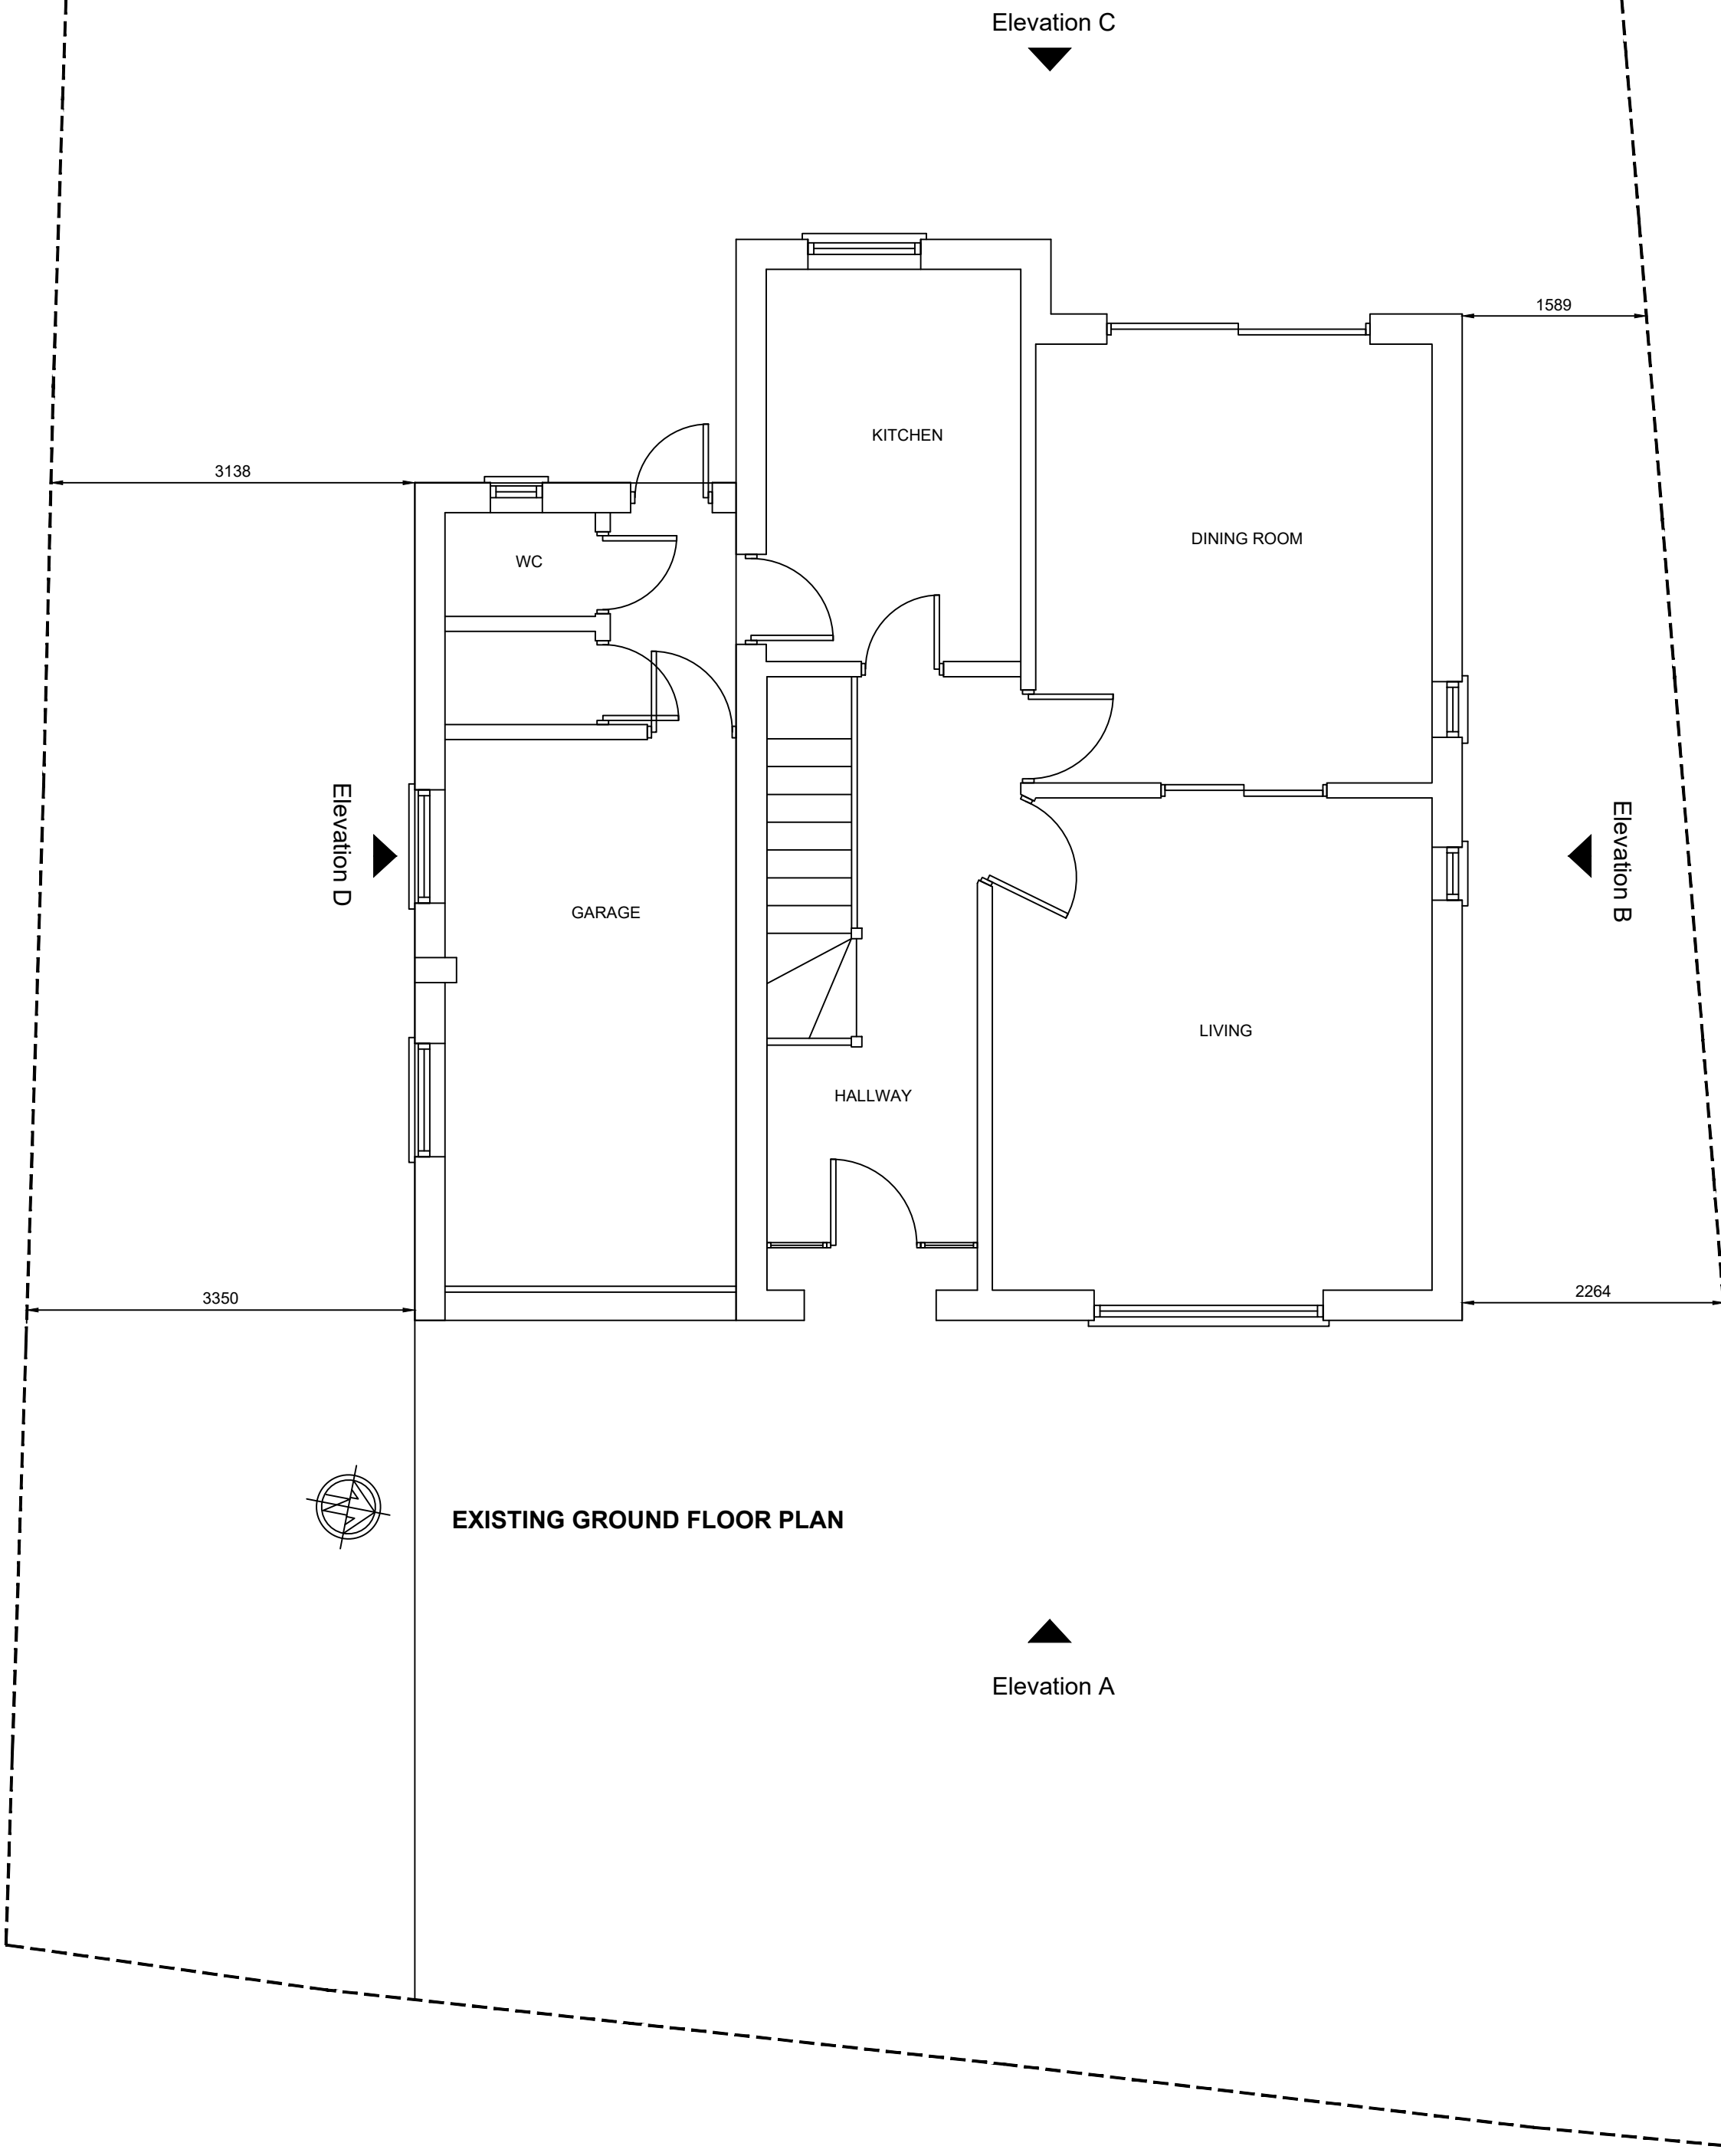 Elevation C
1589
KITCHEN
3138
DINING ROOM
WC
Elevation D
Elevation B
GARAGE
LIVING
HALLWAY
3350
2264
N
EXISTING GROUND FLOOR PLAN
Elevation A